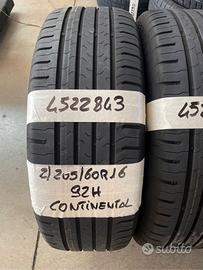 4522843
452
2/205/60R16
92H
CONTINENTAL
subito